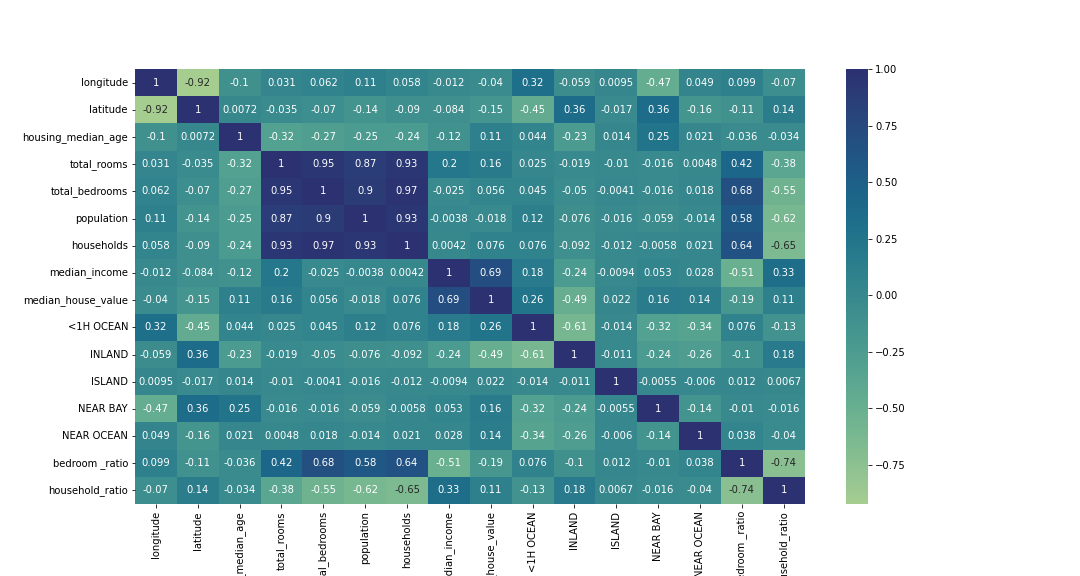 longitude 1 -0.92 -0.1 0.031 0.062 0.11 0.058 -0.012 -0.04 0.32 -0.059 0.0095 -0.47 0.049 0.099 -0.07
latitude -0.92 1 0.0072 -0.035 -0.07 -0.14 -0.09 -0.084 -0.15 -0.45 0.36 -0.017 0.36 -0.16 -0.11 0.14
housing_median_age -0.1 0.0072 1 -0.32 -0.27 -0.25 -0.24 -0.12 0.11 0.044 -0.23 0.014 0.25 0.021 -0.036 -0.034
total_rooms 0.031 -0.035 -0.32 1 0.95 0.87 0.93 0.2 0.16 0.025 -0.019 -0.01 -0.016 0.0048 0.42 -0.38
total_bedrooms 0.062 -0.07 -0.27 0.95 1 0.9 0.97 -0.025 0.056 0.045 -0.05 -0.0041 -0.016 0.018 0.68 -0.55
population 0.11 -0.14 -0.25 0.87 0.9 1 0.93 -0.0038 -0.018 0.12 -0.076 -0.016 -0.059 -0.014 0.58 -0.62
households 0.058 -0.09 -0.24 0.93 0.97 0.93 1 0.0042 0.076 0.076 -0.092 -0.012 -0.0058 0.021 0.64 -0.65
median_income -0.012 -0.084 -0.12 0.2 -0.025 -0.0038 0.0042 1 0.69 0.18 -0.24 -0.0094 0.053 0.028 -0.51 0.33
median_house_value -0.04 -0.15 0.11 0.16 0.056 -0.018 0.076 0.69 1 0.26 -0.49 0.022 0.16 0.14 -0.19 0.11
<1H OCEAN 0.32 -0.45 0.044 0.025 0.045 0.12 0.076 0.18 0.26 1 -0.61 -0.014 -0.32 -0.34 0.076 -0.13
INLAND -0.059 0.36 -0.23 -0.019 -0.05 -0.076 -0.092 -0.24 -0.49 -0.61 1 -0.011 -0.24 -0.26 -0.1 0.18
ISLAND 0.0095 -0.017 0.014 -0.01 -0.0041 -0.016 -0.012 -0.0094 0.022 -0.014 -0.011 1 -0.0055 -0.006 0.012 0.0067
NEAR BAY -0.47 0.36 0.25 -0.016 -0.016 -0.059 -0.0058 0.053 0.16 -0.32 -0.24 -0.0055 1 -0.14 -0.01 -0.016
NEAR OCEAN 0.049 -0.16 0.021 0.0048 0.018 -0.014 0.021 0.028 0.14 -0.34 -0.26 -0.006 -0.14 1 0.038 -0.04
bedroom _ratio 0.099 -0.11 -0.036 0.42 0.68 0.58 0.64 -0.51 -0.19 0.076 -0.1 0.012 -0.01 0.038 1 -0.74
household_ratio -0.07 0.14 -0.034 -0.38 -0.55 -0.62 -0.65 0.33 0.11 -0.13 0.18 0.0067 -0.016 -0.04 -0.74 1
longitude
latitude
_median_age
total_rooms
al_bedrooms
population
households
dian_income
_house_value
<1H OCEAN
INLAND
ISLAND
NEAR BAY
NEAR OCEAN
edroom _ratio
usehold_ratio
1.00
0.75
0.50
0.25
0.00
−0.25
−0.50
−0.75